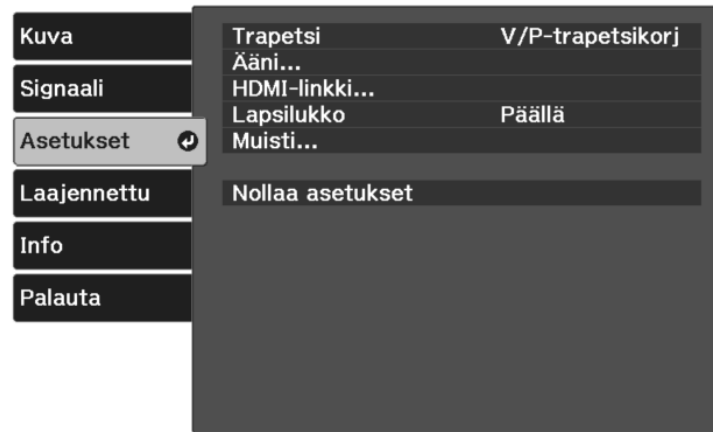 Kuva
Signaali
Asetukset
Laajennettu
Info
Palauta
Trapetsi V/P-trapetsikorj
Ääni...
HDMI-linkki...
Lapsilukko Päällä
Muisti...
Nollaa asetukset